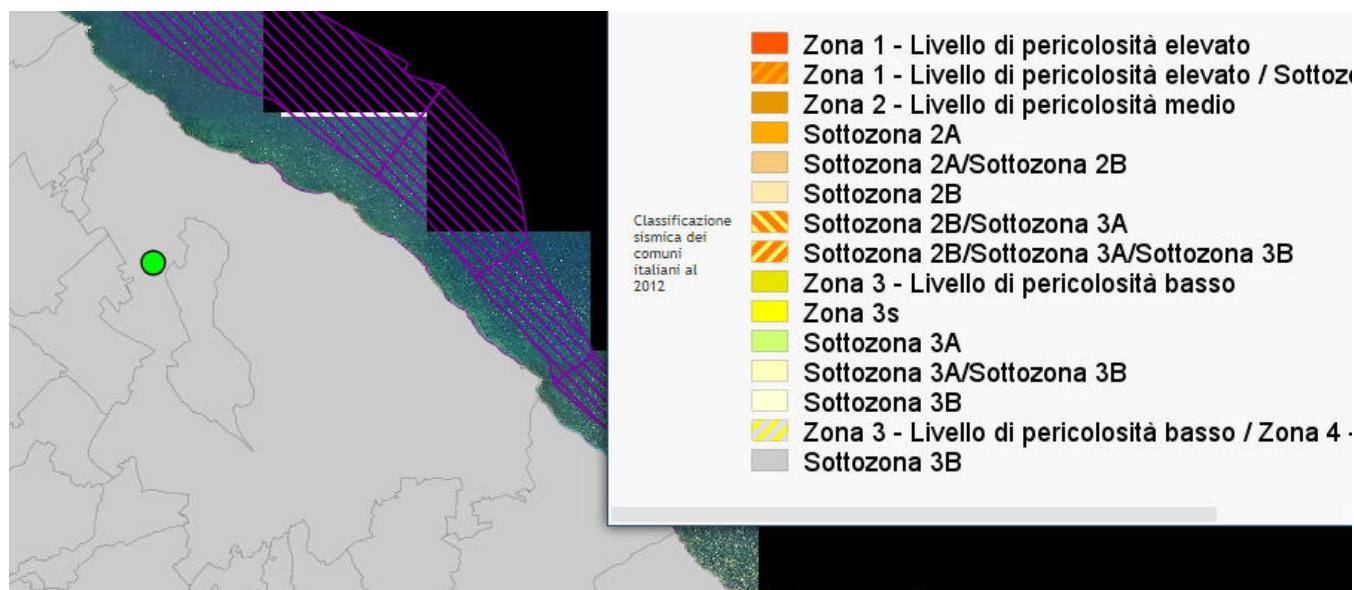 Zona 1 - Livello di pericolosità elevato
Zona 1 - Livello di pericolosità elevato /
Zona 2 - Livello di pericolosità medio
Sottozona 2A
Sottozona 2A/Sottozona 2B
Sottozona 2B
Sottozona 2B/Sottozona 3A
Sottozona 2B/Sottozona 3A/Sottozona 3B
Zona 3 - Livello di pericolosità basso
Zona 3s
Sottozona 3A
Sottozona 3A/Sottozona 3B
Sottozona 3B
Zona 3 - Livello di pericolosità basso / Zona 4 -
Sottozona 3B
Classificazione
sismica dei
comuni
italiani al
2012